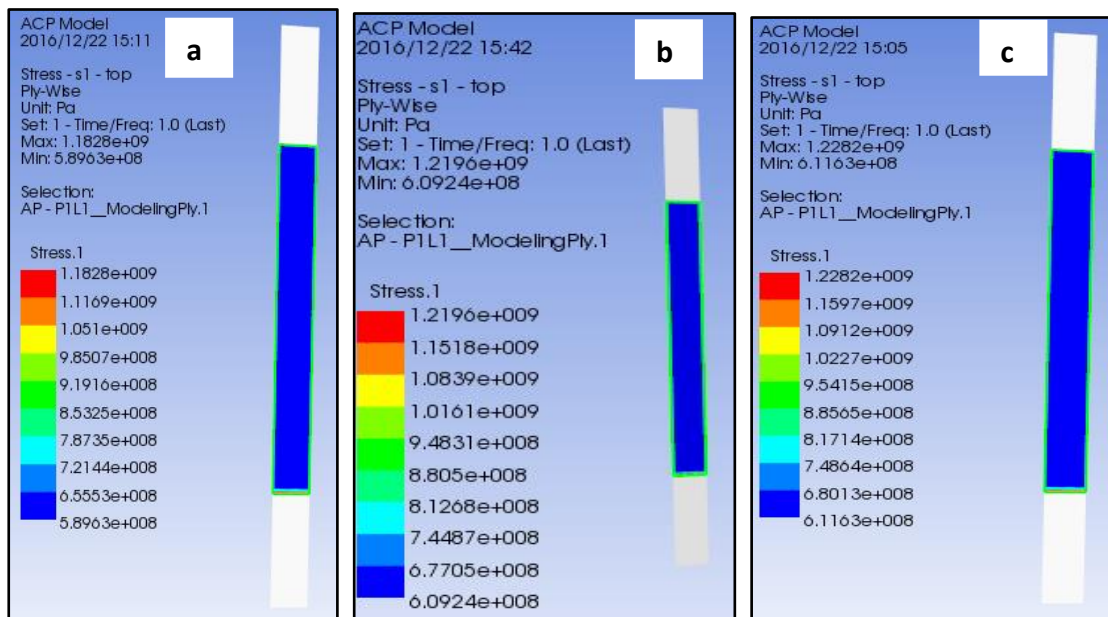 a
ACP Model
2016/12/22 15:11
Stress - s1 - top
Ply-Wise
Unit: Pa
Set: 1 - Time/Freq: 1.0 (Last)
Max: 1.1828e+09
Min: 5.8963e+08
Selection:
AP - P1L1__ModelingPly.1
Stress.1
1.1828e+009
1.1169e+009
1.051e+009
9.8507e+008
9.1916e+008
8.5325e+008
7.8735e+008
7.2144e+008
6.5553e+008
5.8963e+008
b
ACP Model
2016/12/22 15:42
Stress - s1 - top
Ply-Wise
Unit: Pa
Set: 1 - Time/Freq: 1.0 (Last)
Max: 1.2196e+09
Min: 6.0924e+08
Selection:
AP - P1L1__ModelingPly.1
Stress.1
1.2196e+009
1.1518e+009
1.0839e+009
1.0161e+009
9.4831e+008
8.805e+008
8.1268e+008
7.4487e+008
6.7705e+008
6.0924e+008
c
ACP Model
2016/12/22 15:05
Stress - s1 - top
Ply-Wise
Unit: Pa
Set: 1 - Time/Freq: 1.0 (Last)
Max: 1.2282e+09
Min: 6.1163e+08
Selection:
AP - P1L1__ModelingPly.1
Stress.1
1.2282e+009
1.1597e+009
1.0912e+009
1.0227e+009
9.5415e+008
8.8565e+008
8.1714e+008
7.4864e+008
6.8013e+008
6.1163e+008